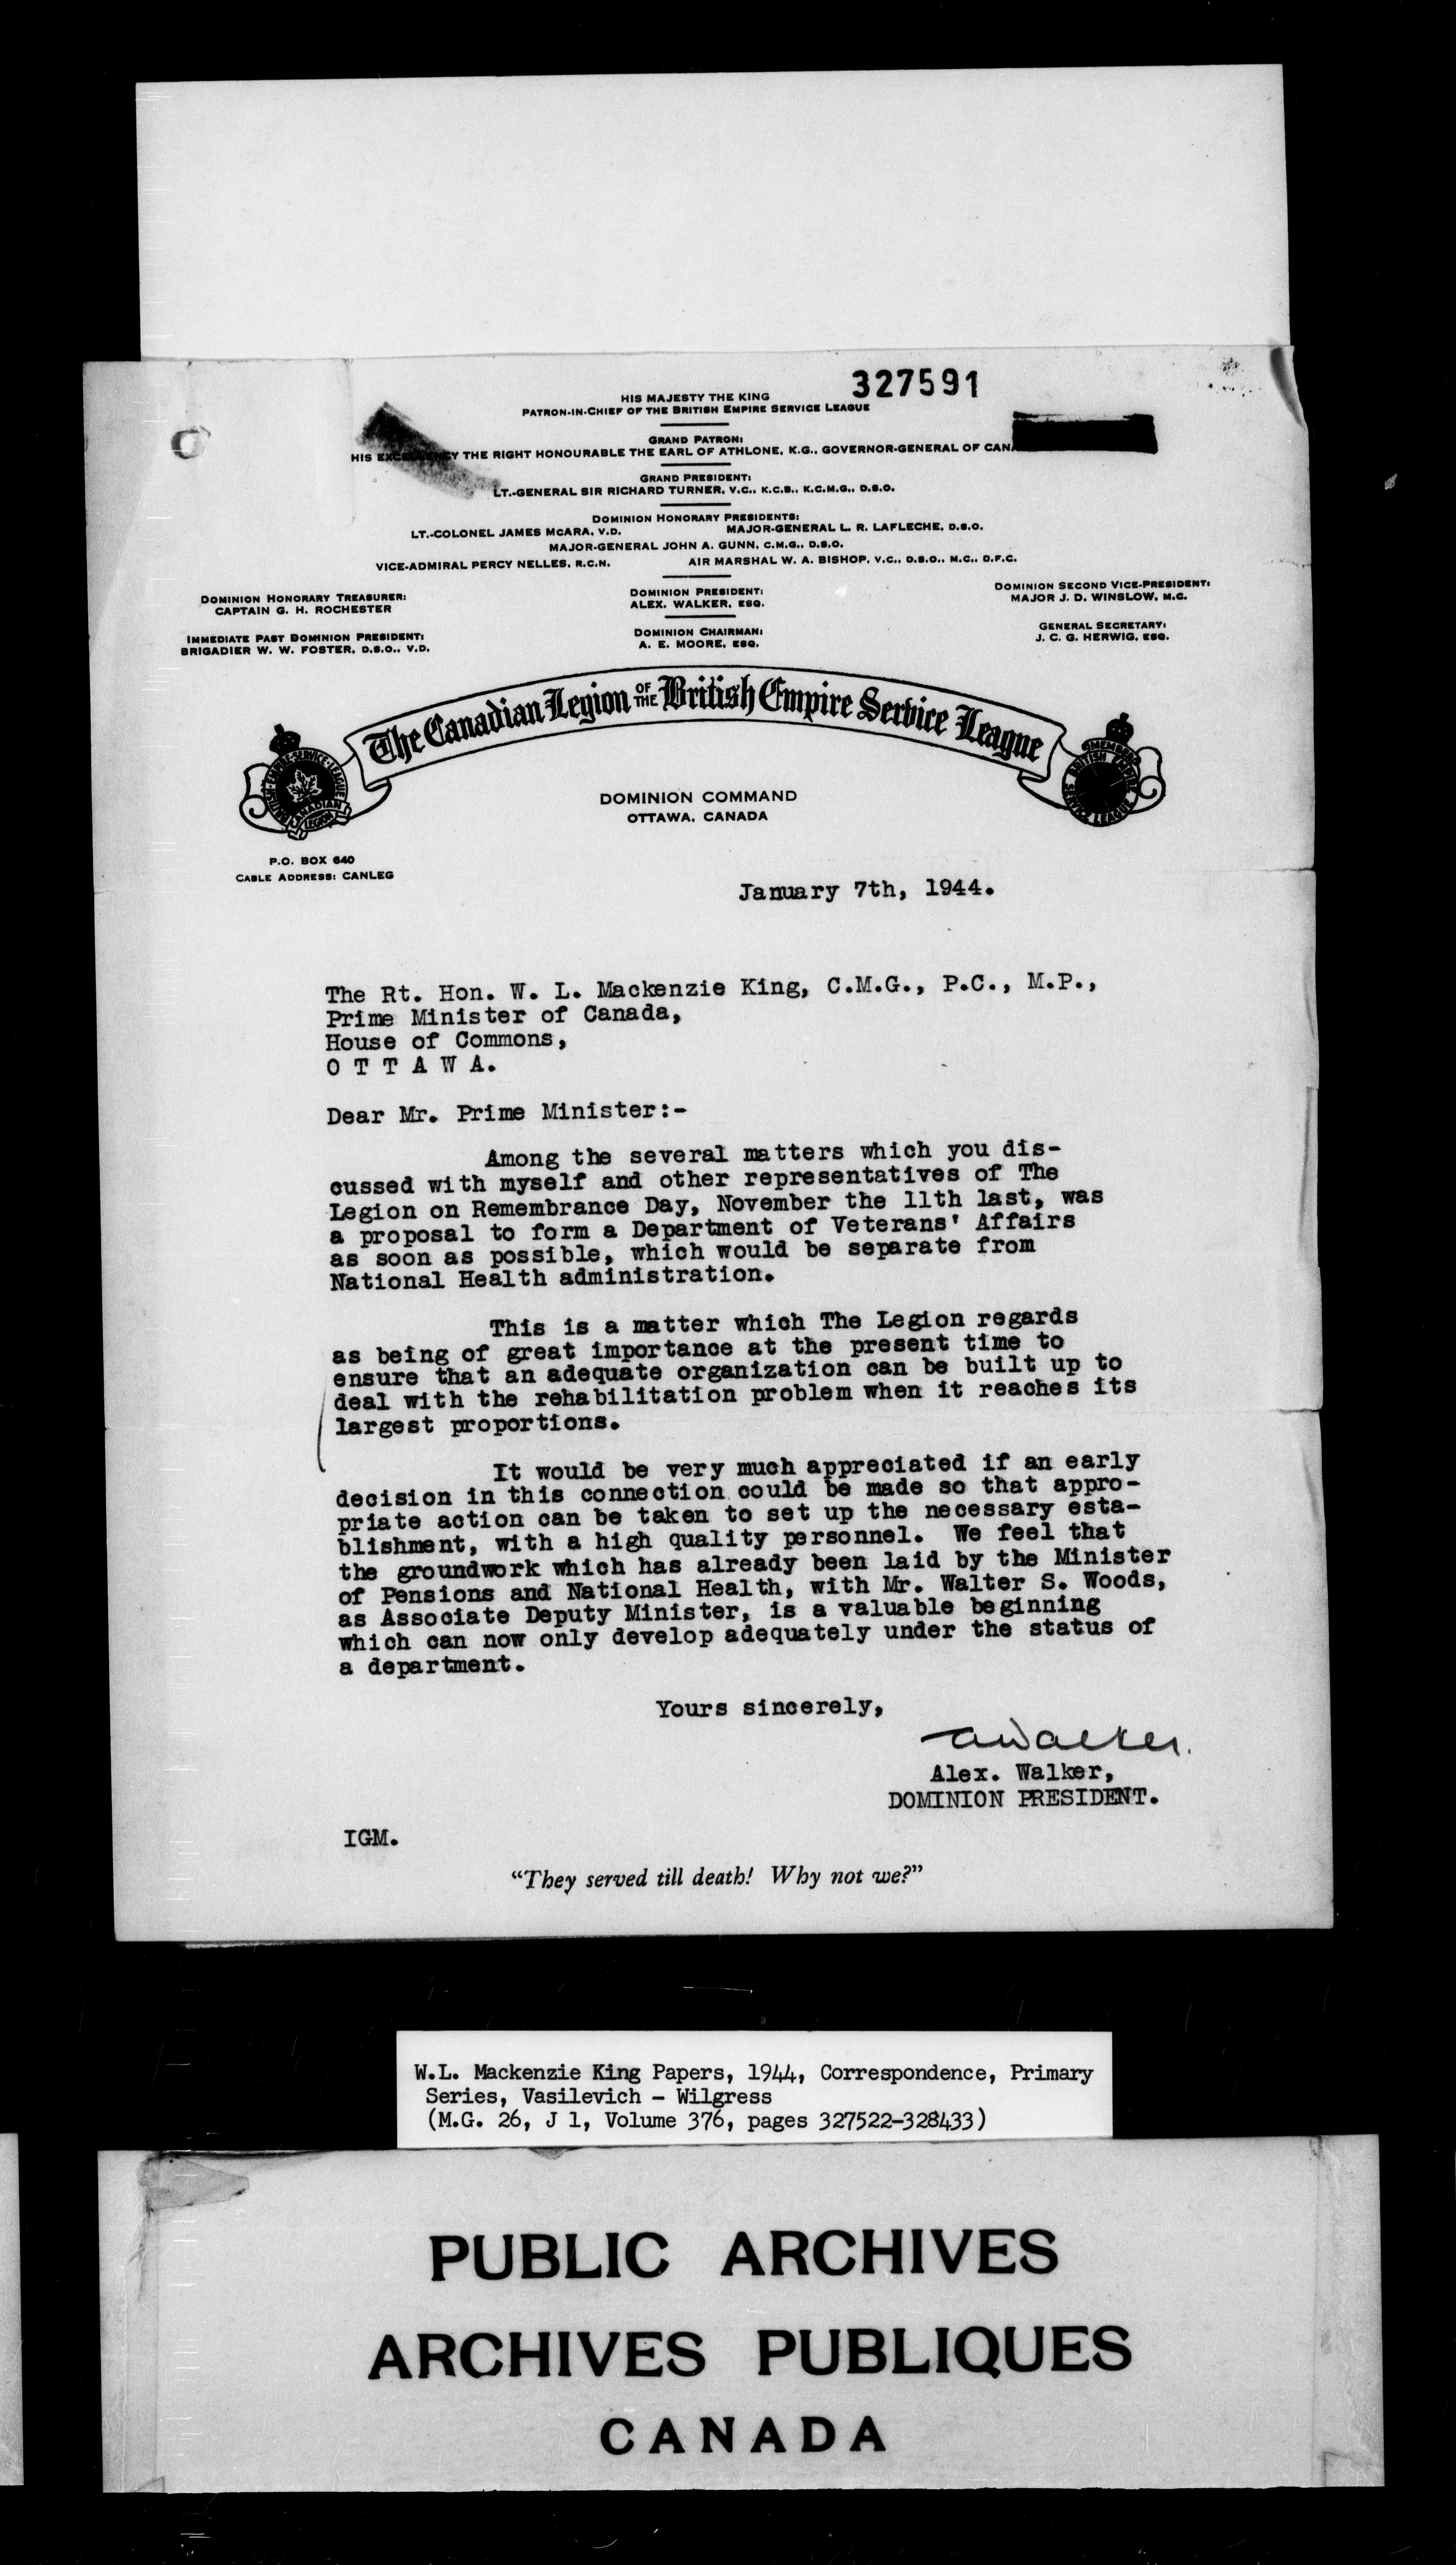 327591
HIS MAJESTY THE KING
PATRON-IN-CHIEF OF THE BRITISH EMPIRE SERVICE LEAGUE
GRAND PATRON:
HIS EXCELLENCY THE RIGHT HONOURABLE THE EARL OF ATHLONE, K.G., GOVERNOR-GENERAL OF CAN
GRAND PRESIDENT:
LT.-GENERAL SIR RICHARD TURNER, V.C., K.C.B., K.C.M.G., D.S.O.
DOMINION HONORARY PRESIDENTS:
LT.-COLONEL JAMES MCARA, V.D. MAJOR-GENERAL L. R. LAFLECHE, D.S.O.
MAJOR-GENERAL JOHN A. GUNN, C.M.G., D.S.O.
VICE-ADMIRAL PERCY NELLES, R.C.N. AIR MARSHAL W. A. BISHOP, V.C., D.S.O., M.C., D.F.C.
DOMINION HONORARY TREASURER:
CAPTAIN G. H. ROCHESTER
IMMEDIATE PAST DOMINION PRESIDENT:
BRIGADIER W. W. FOSTER, D.S.O., V.D.
DOMINION PRESIDENT:
ALEX. WALKER, ESQ.
DOMINION CHAIRMAN:
A. E. MOORE, ESQ.
DOMINION SECOND VICE-PRESIDENT:
MAJOR J. D. WINSLOW, M.C.
GENERAL SECRETARY:
J. C. G. HERWIG, ESQ.
The Canadian Legion OF THE British Empire Service League
BRITISH EMPIRE SERVICE LEAGUE
CANADIAN
LEGION
BRITISH EMPIRE
SERVICE LEAGUE
DOMINION COMMAND
OTTAWA, CANADA
P.O. BOX 640
CABLE ADDRESS: CANLEG
January 7th, 1944.
The Rt. Hon. W. L. Mackenzie King, C.M.G., P.C., M.P.,
Prime Minister of Canada,
House of Commons,
O T T A W A.
Dear Mr. Prime Minister:-
Among the several matters which you dis-
cussed with myself and other representatives of The
Legion on Remembrance Day, November the 11th last, was
a proposal to form a Department of Veterans' Affairs
as soon as possible, which would be separate from
National Health administration.
This is a matter which The Legion regards
as being of great importance at the present time to
ensure that an adequate organization can be built up to
deal with the rehabilitation problem when it reaches its
largest proportions.
It would be very much appreciated if an early
decision in this connection could be made so that appro-
priate action can be taken to set up the necessary esta-
blishment, with a high quality personnel. We feel that
the groundwork which has already been laid by the Minister
of Pensions and National Health, with Mr. Walter S. Woods,
as Associate Deputy Minister, is a valuable beginning
which can now only develop adequately under the status of
a department.
Yours sincerely,
AWalker.
Alex. Walker,
DOMINION PRESIDENT.
IGM.
"They served till death! Why not we?"
W.L. Mackenzie King Papers, 1944, Correspondence, Primary
Series, Vasilevich - Wilgress
(M.G. 26, J 1, Volume 376, pages 327522-328433)
PUBLIC ARCHIVES
ARCHIVES PUBLIQUES
CANADA